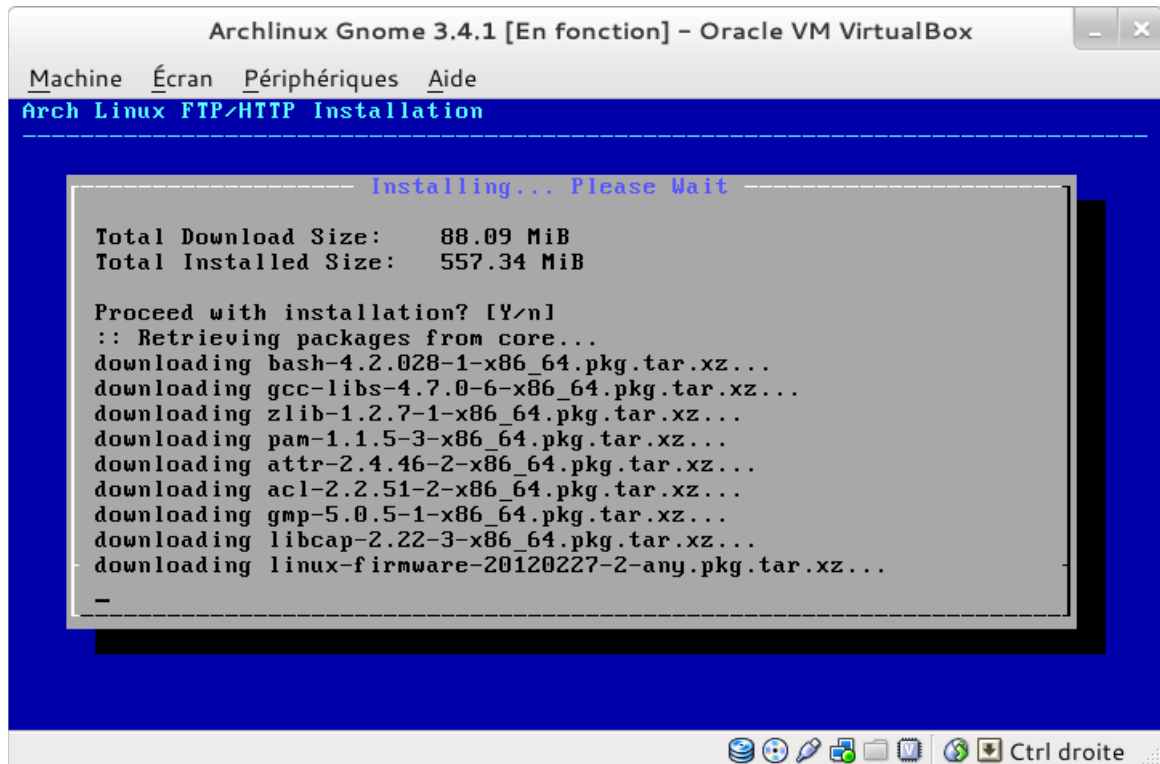 Archlinux Gnome 3.4.1 [En fonction] – Oracle VM VirtualBox
Machine Écran Périphériques Aide
Arch Linux FTP/HTTP Installation
Installing... Please Wait
Total Download Size: 88.09 MiB
Total Installed Size: 557.34 MiB
Proceed with installation? [Y/n]
:: Retrieving packages from core...
downloading bash-4.2.028-1-x86_64.pkg.tar.xz...
downloading gcc-libs-4.7.0-6-x86_64.pkg.tar.xz...
downloading zlib-1.2.7-1-x86_64.pkg.tar.xz...
downloading pam-1.1.5-3-x86_64.pkg.tar.xz...
downloading attr-2.4.46-2-x86_64.pkg.tar.xz...
downloading acl-2.2.51-2-x86_64.pkg.tar.xz...
downloading gmp-5.0.5-1-x86_64.pkg.tar.xz...
downloading libcap-2.22-3-x86_64.pkg.tar.xz...
downloading linux-firmware-20120227-2-any.pkg.tar.xz...
Ctrl droite